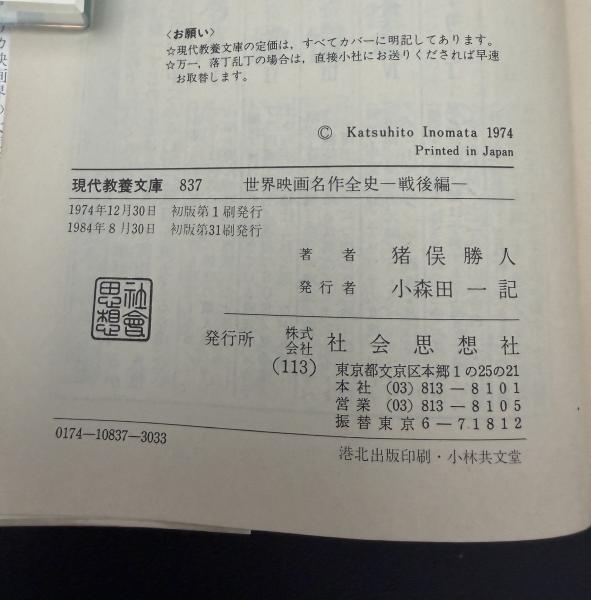 〈お願い〉
☆現代教養文庫の定価は，すべてカバーに明記してあります。
☆万一，落丁乱丁の場合は，直接小社にお送りくだされば早速
お取替します。
© Katsuhito Inomata 1974
Printed in Japan
現代教養文庫 837 世界映画名作全史―戦後編―
1974年12月30日 初版第1刷発行
1984年8月30日 初版第31刷発行
著者 猪俣勝人
発行者 小森田一記
社會思想
発行所 株式会社 社会思想社
(113) 東京都文京区本郷1の25の21
本社 (03) 813―8101
営業 (03) 813―8105
振替東京 6―71812
0174―10837―3033
港北出版印刷・小林共文堂